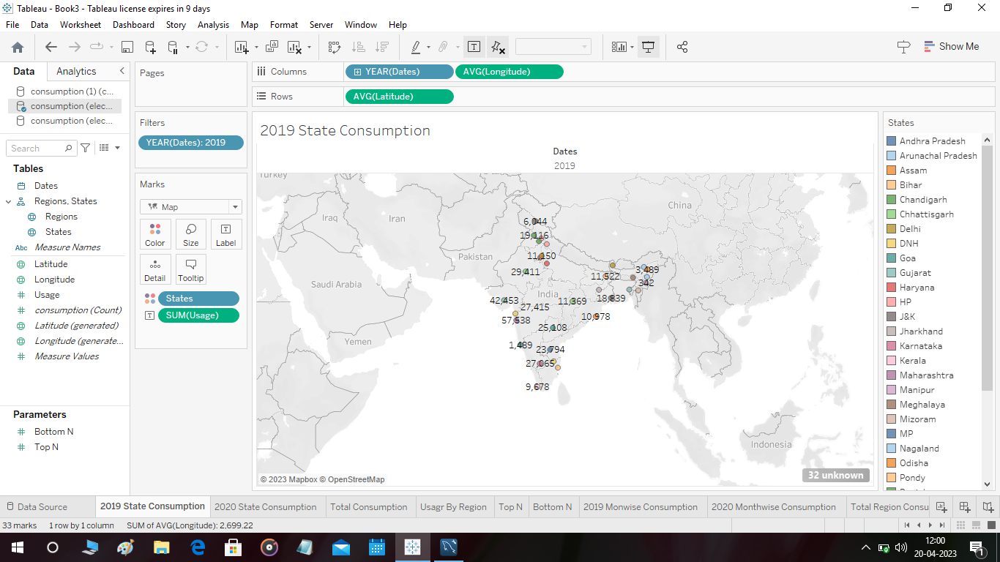 Tableau - Book3 - Tableau license expires in 9 days
File Data Worksheet Dashboard Story Analysis Map Format Server Window Help
Show Me
Data Analytics
consumption (1) (c...
consumption (elec...
consumption (elec...
Search
Tables
Dates
Regions, States
Regions
States
Abc Measure Names
Latitude
Longitude
Usage
consumption (Count)
Latitude (generated)
Longitude (generate...
Measure Values
Parameters
Bottom N
Top N
Pages
Filters
YEAR(Dates): 2019
Marks
Map
Color Size Label
Detail Tooltip
States
SUM(Usage)
Columns YEAR(Dates) AVG(Longitude)
Rows AVG(Latitude)
2019 State Consumption
Dates
2019
Turkey
Iraq
Iran
China
Pakistan
Saudi Arabia
India
Yemen
Indonesia
6,044
19,116
11,150
29,411
11,522
3,489
342
42,453
27,415
11,369
18,839
57,638
10,978
25,108
1,489
23,794
27,065
9,678
© 2023 Mapbox © OpenStreetMap
32 unknown
States
Andhra Pradesh
Arunachal Pradesh
Assam
Bihar
Chandigarh
Chhattisgarh
Delhi
DNH
Goa
Gujarat
Haryana
HP
J&K
Jharkhand
Karnataka
Kerala
Maharashtra
Manipur
Meghalaya
Mizoram
MP
Nagaland
Odisha
Pondy
Data Source 2019 State Consumption 2020 State Consumption Total Consumption Usagr By Region Top N Bottom N 2019 Monwise Consumption 2020 Monthwise Consumption Total Region Consu
33 marks 1 row by 1 column SUM of AVG(Longitude): 2,699.22
12:00
20-04-2023
1